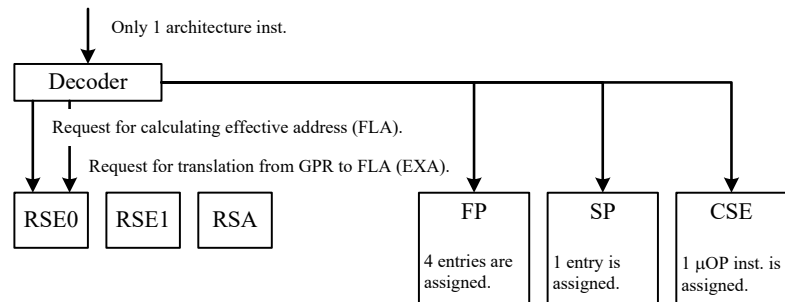 Only 1 architecture inst.
Decoder
Request for calculating effective address (FLA).
Request for translation from GPR to FLA (EXA).
RSE0
RSE1
RSA
FP
4 entries are
assigned.
SP
1 entry is
assigned.
CSE
1 μOP inst. is
assigned.